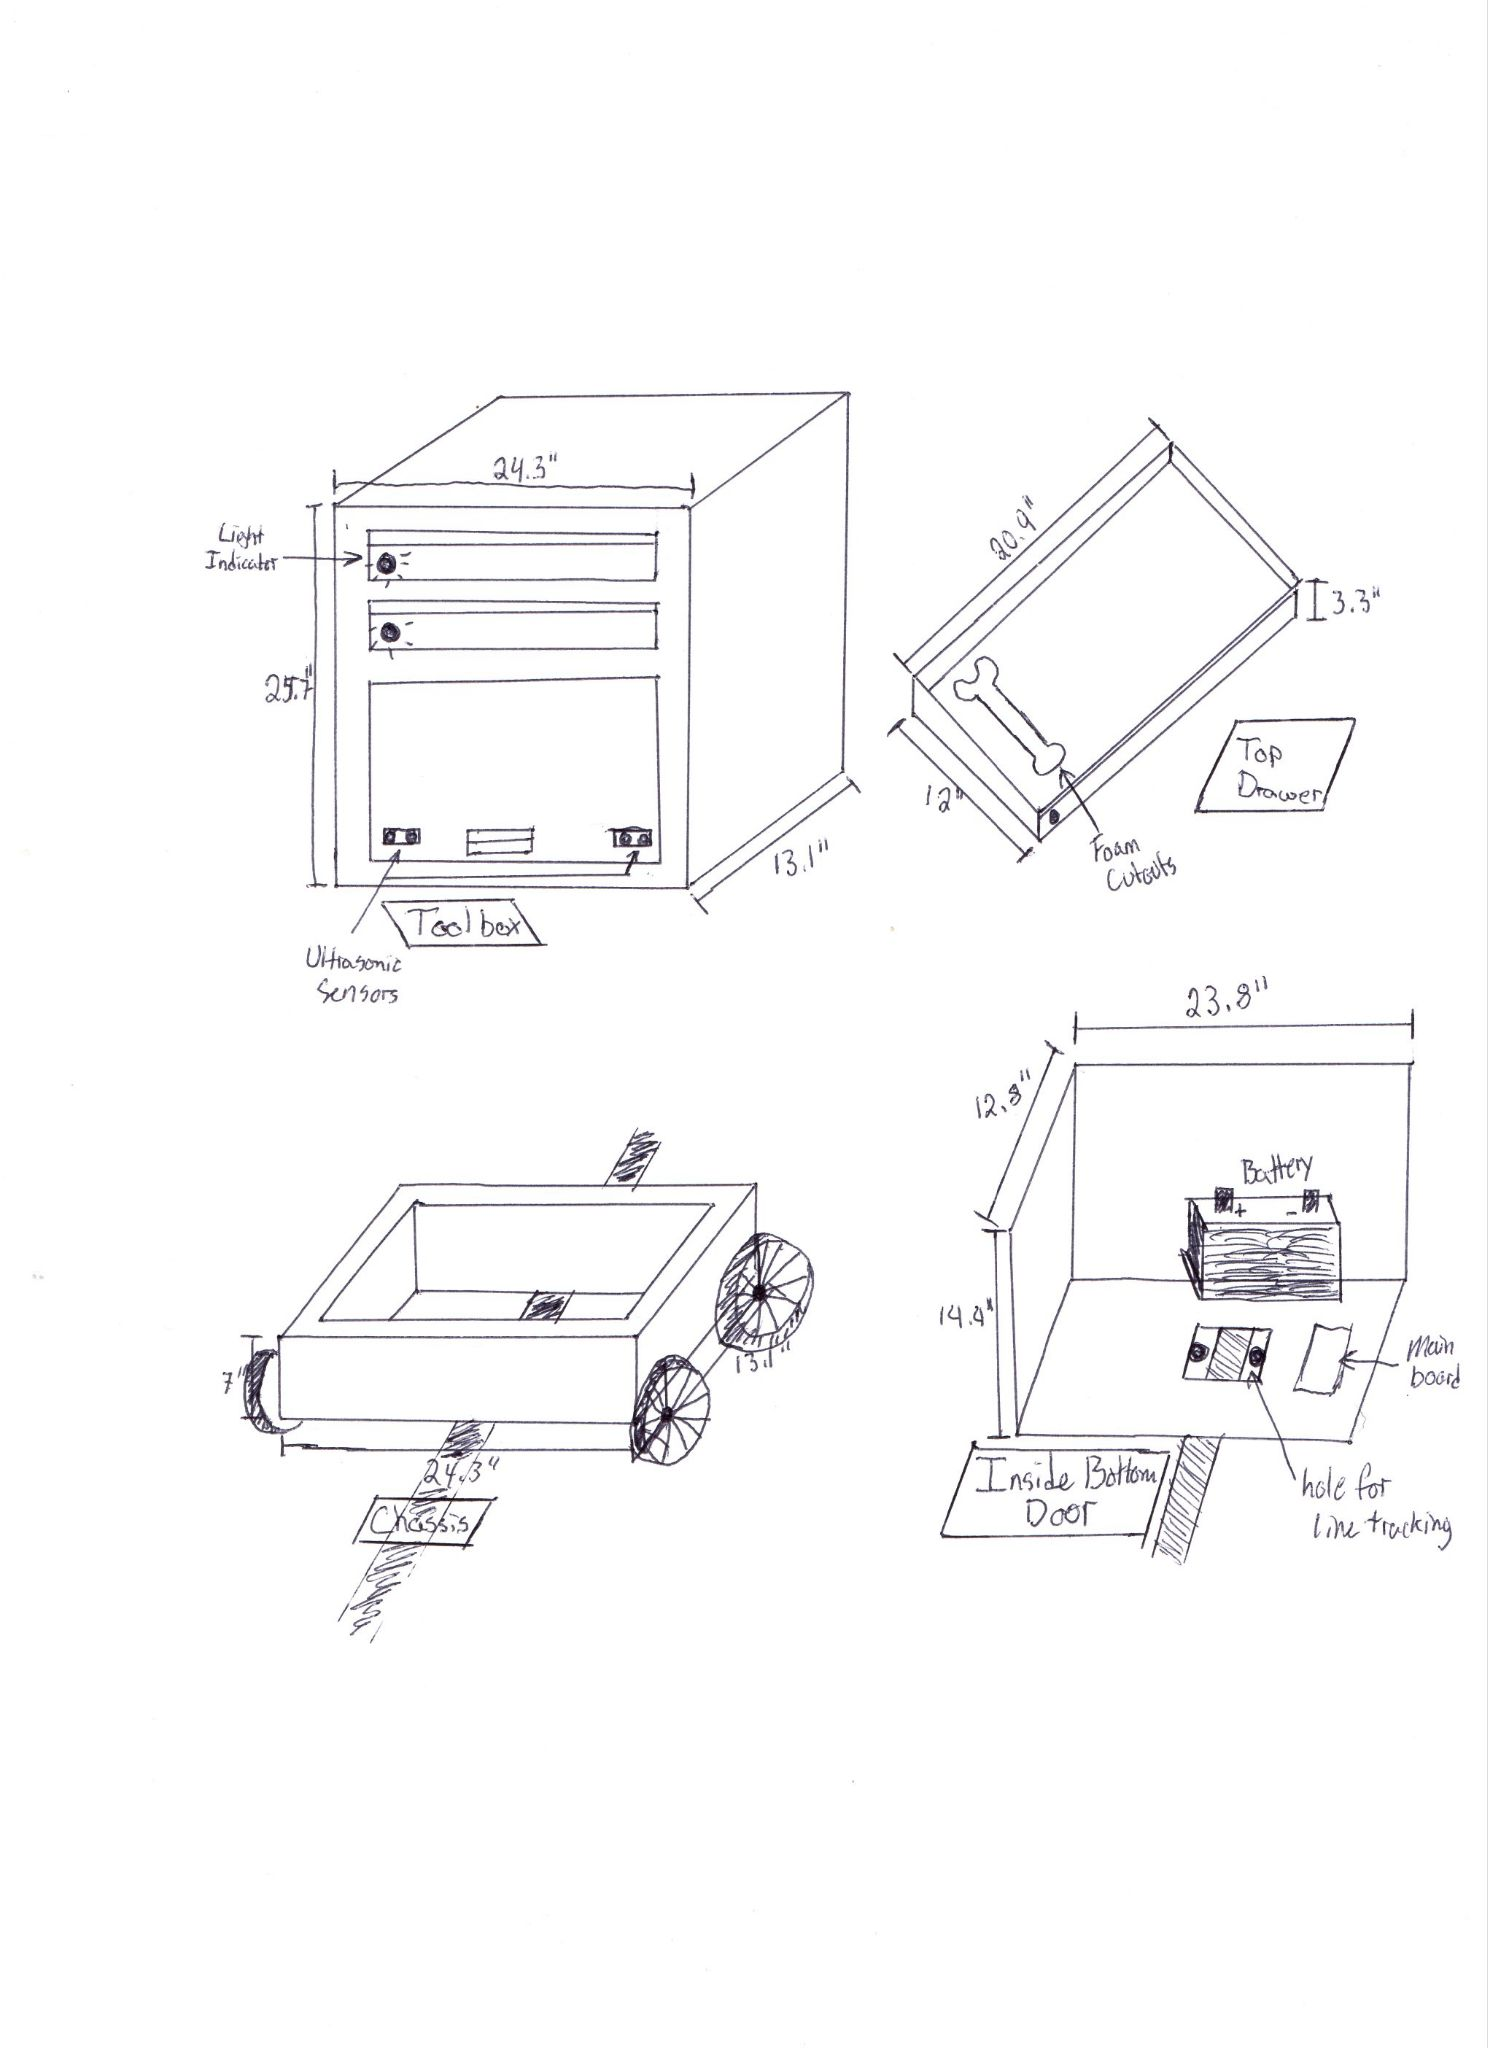 24.3"
Light
Indicator
25.7"
13.1"
Toolbox
Ultrasonic
Sensors
20.9"
3.3"
12"
Top
Drawer
Foam
Cutouts
7"
13.1"
24.3"
Chassis
23.8"
12.8"
Battery
+ -
14.4"
Main
board
Inside Bottom
Door
hole for
line tracking